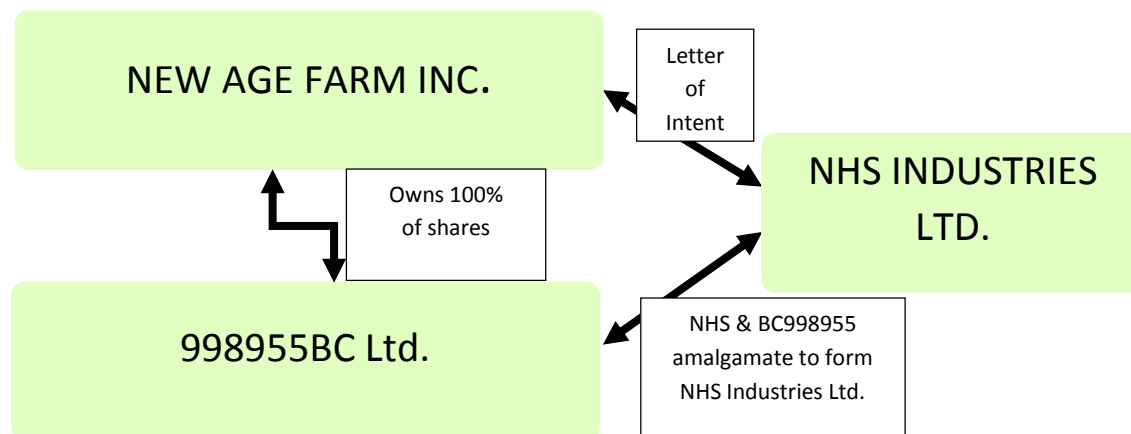 NEW AGE FARM INC.
Letter
of
Intent
NHS INDUSTRIES
LTD.
Owns 100%
of shares
998955BC Ltd.
NHS & BC998955
amalgamate to form
NHS Industries Ltd.